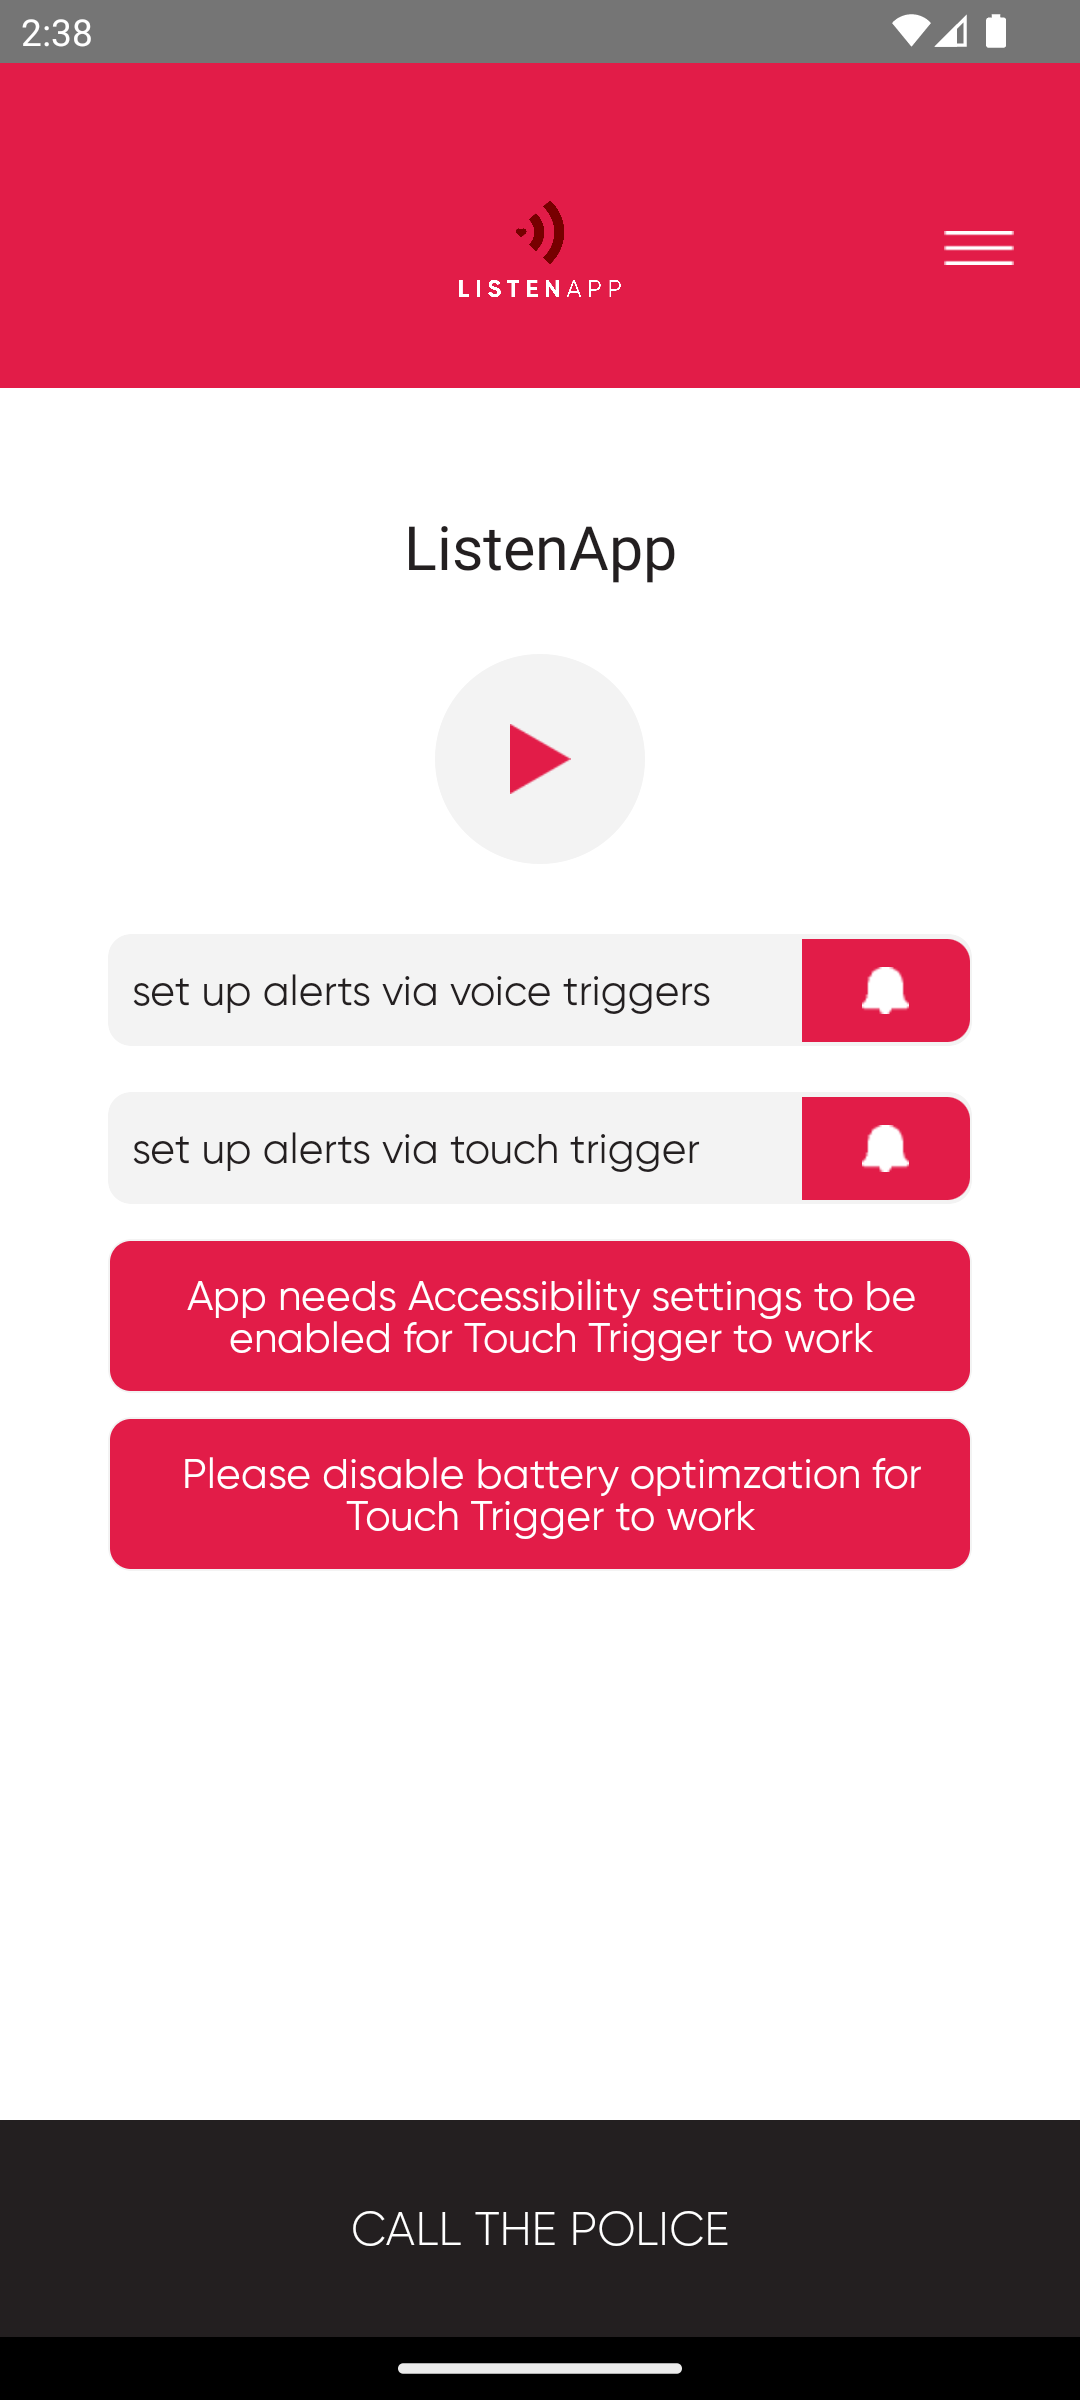 2:38
LISTENAPP
ListenApp
set up alerts via voice triggers
set up alerts via touch trigger
App needs Accessibility settings to be
enabled for Touch Trigger to work
Please disable battery optimzation for
Touch Trigger to work
CALL THE POLICE